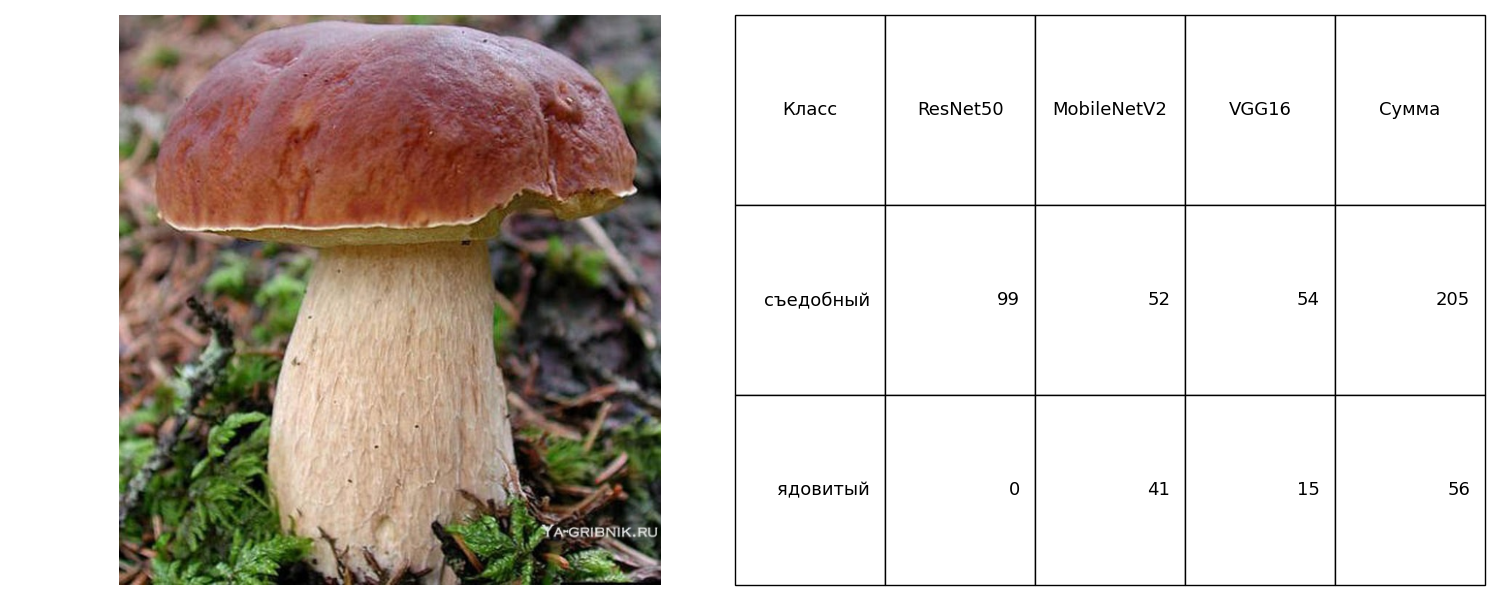 Класс ResNet50 MobileNetV2 VGG16 Сумма
съедобный 99 52 54 205
ядовитый 0 41 15 56
YA-GRIBNIK.RU